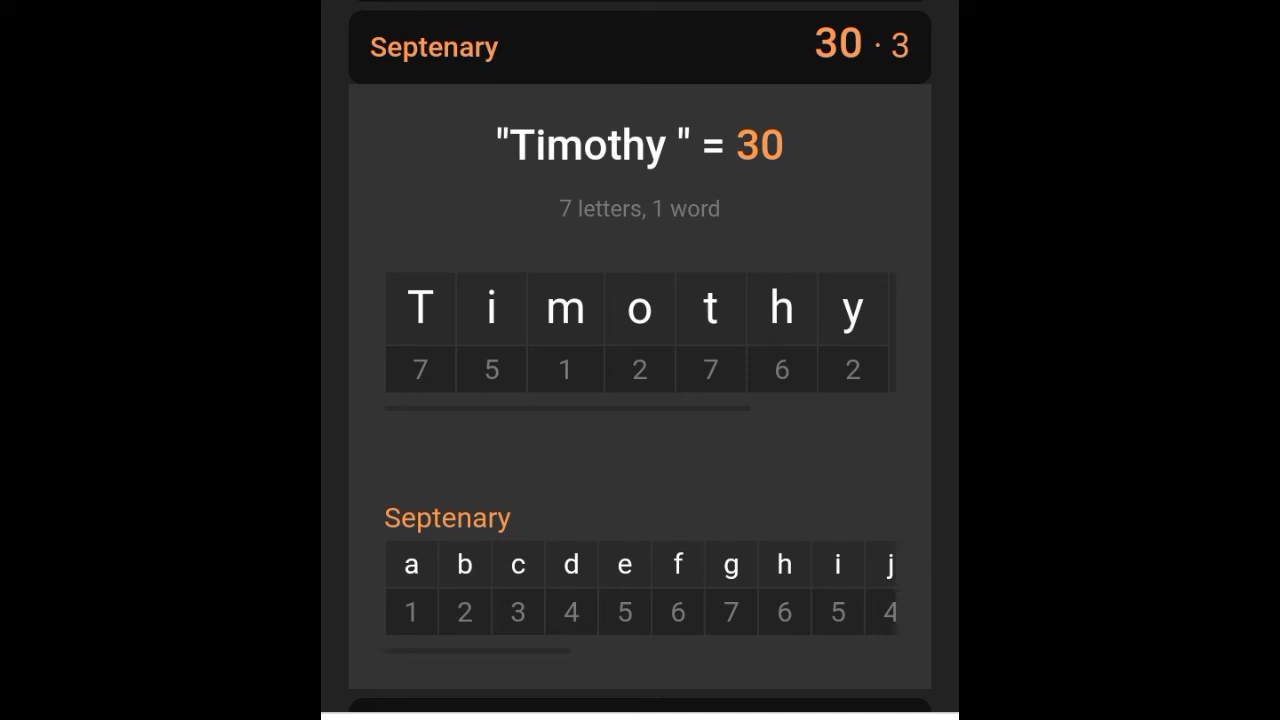 Septenary 30 · 3
"Timothy " = 30
7 letters, 1 word
T i m o t h y
7 5 1 2 7 6 2
Septenary
a b c d e f g h i j
1 2 3 4 5 6 7 6 5 4